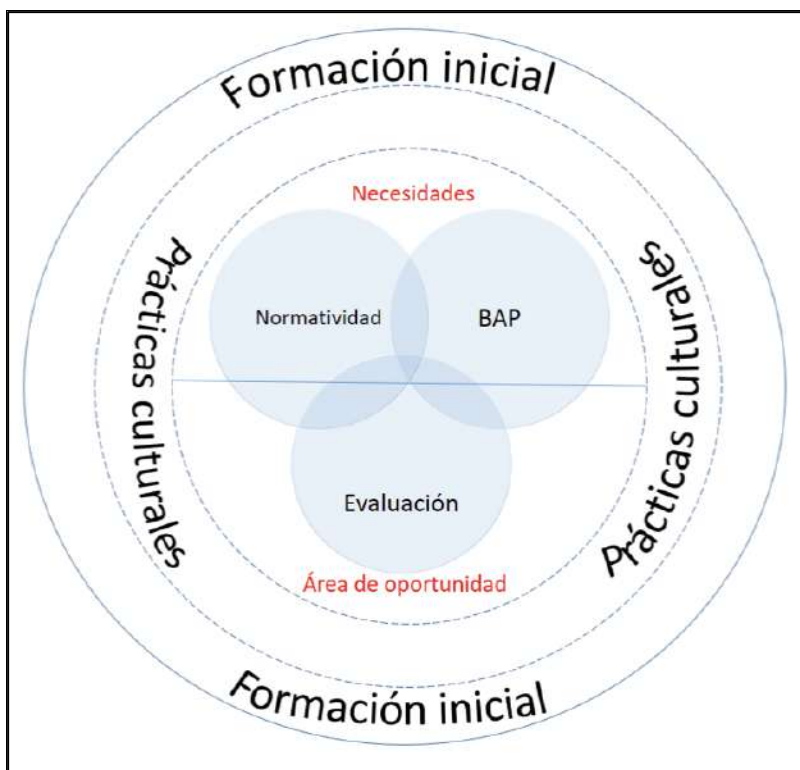 Formación inicial
Necesidades
Prácticas culturales
Prácticas culturales
Normatividad
BAP
Evaluación
Área de oportunidad
Formación inicial